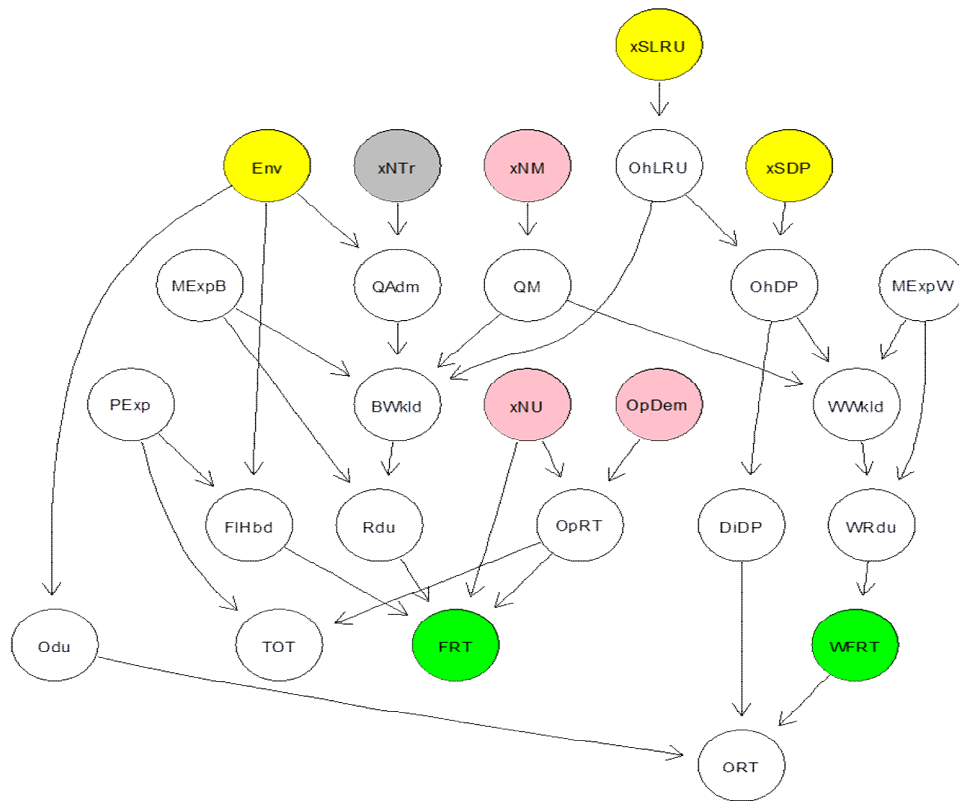 xSLRU
Env
xNTr
xNM
OhLRU
xSDP
MExpB
QAdm
QM
OhDP
MExpW
PExp
BWkld
xNU
OpDem
WWkld
FlHbd
Rdu
OpRT
DiDP
WRdu
Odu
TOT
FRT
WFRT
ORT